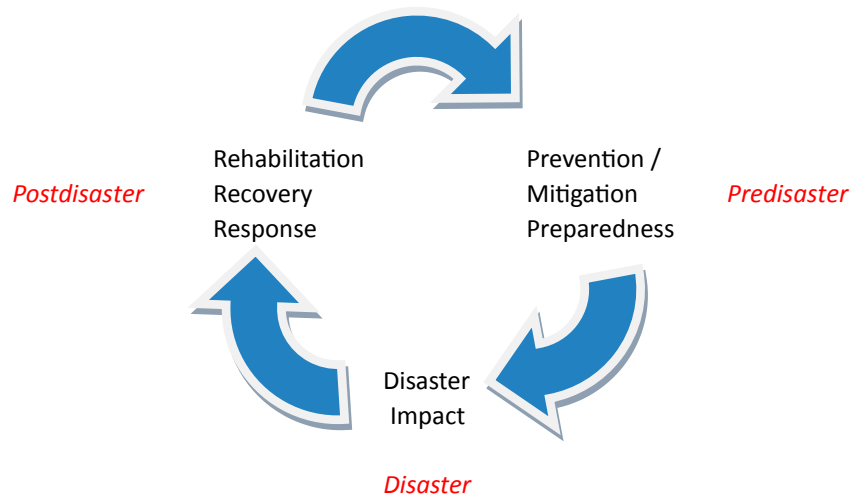 Rehabilitation
Recovery
Response
Prevention /
Mitigation
Preparedness
Postdisaster
Predisaster
Disaster
Impact
Disaster